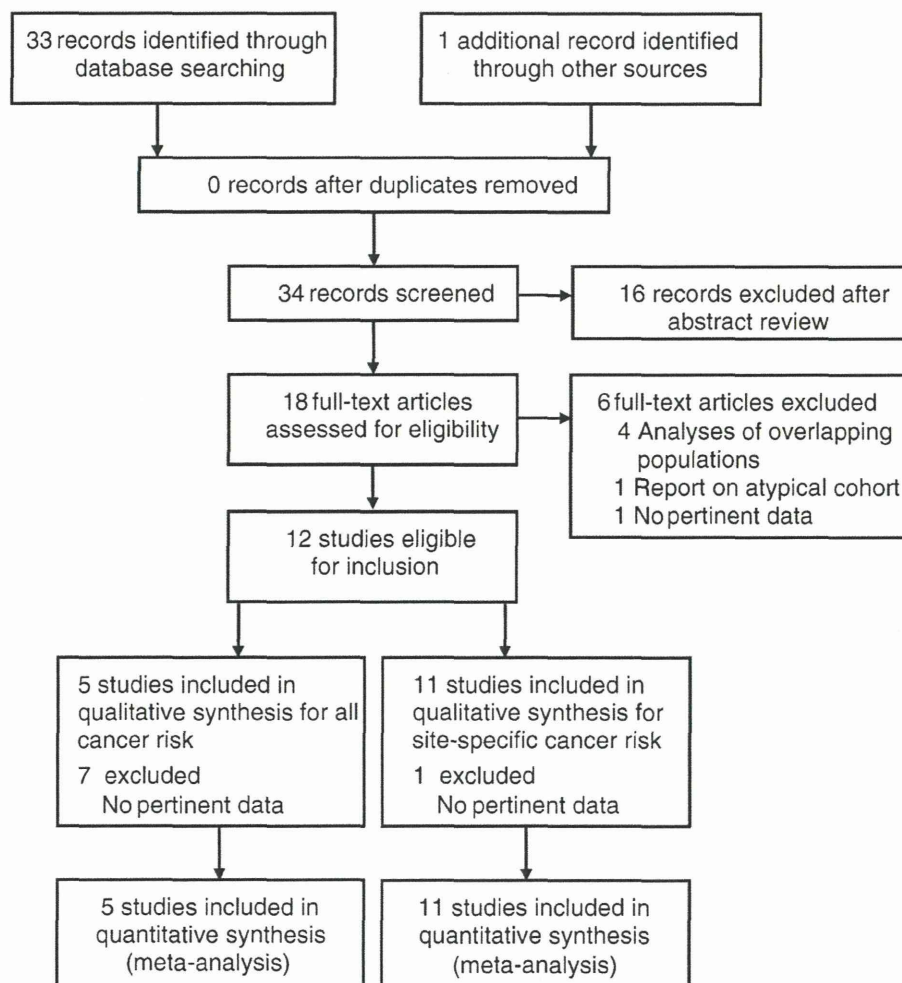 33 records identified through
database searching
1 additional record identified
through other sources
0 records after duplicates removed
34 records screened
16 records excluded after
abstract review
18 full-text articles
assessed for eligibility
6 full-text articles excluded
4 Analyses of overlapping
populations
1 Report on atypical cohort
1 No pertinent data
12 studies eligible
for inclusion
5 studies included in
qualitative synthesis for all
cancer risk
7 excluded
No pertinent data
11 studies included in
qualitative synthesis for
site-specific cancer risk
1 excluded
No pertinent data
5 studies included in
quantitative synthesis
(meta-analysis)
11 studies included in
quantitative synthesis
(meta-analysis)